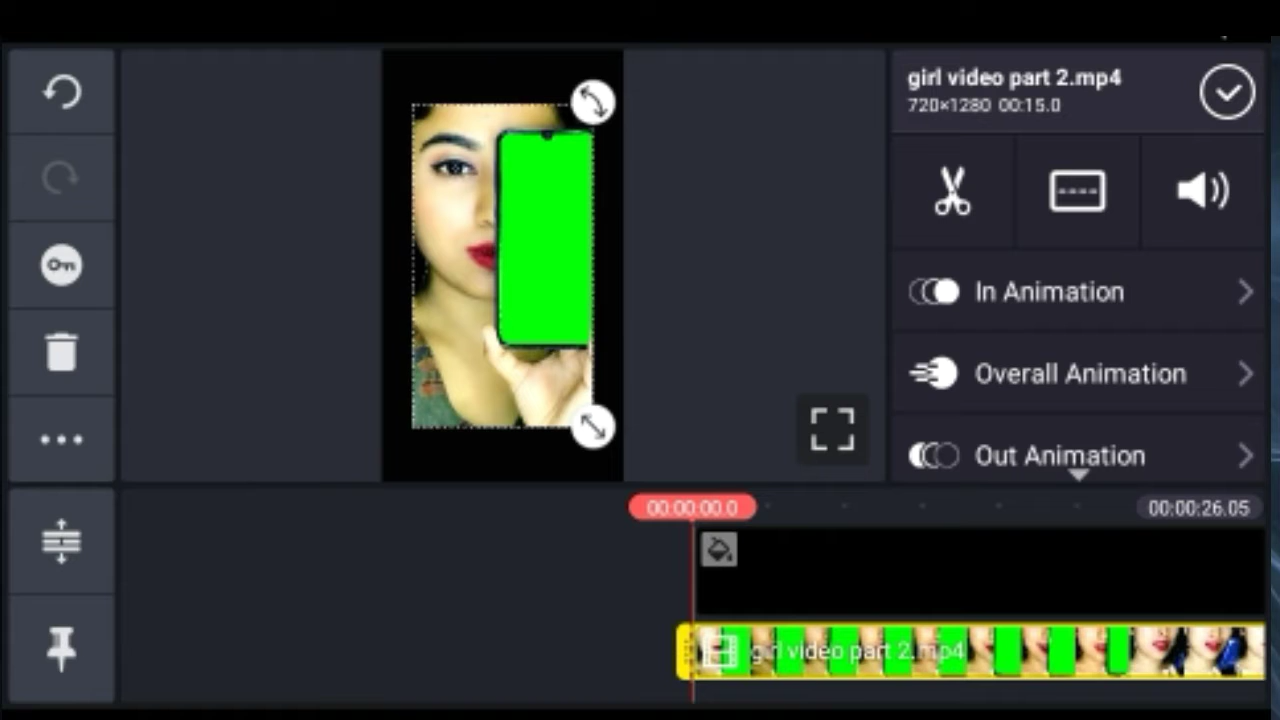 girl video part 2.mp4
720×1280 00:15.0
In Animation
Overall Animation
Out Animation
00:00:00.0
00:00:26.05
girl video part 2.mp4